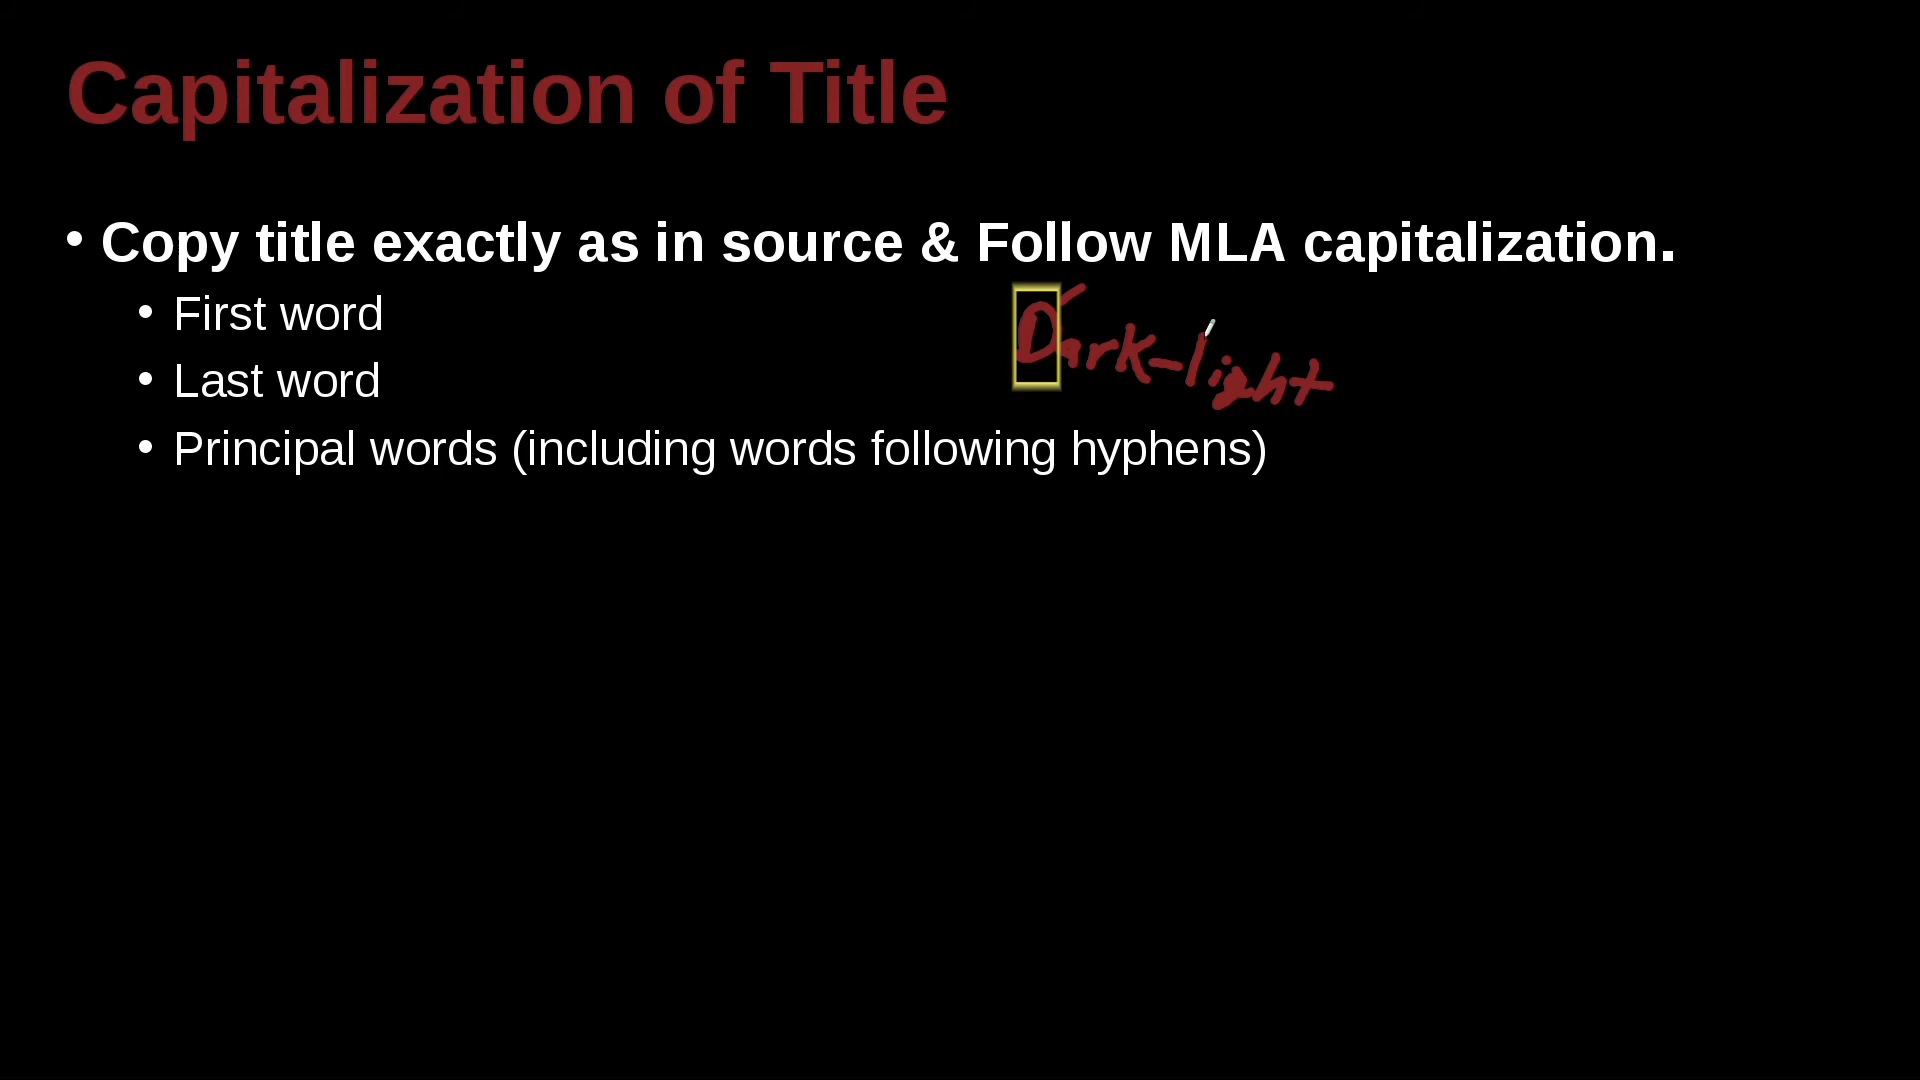 Capitalization of Title
• Copy title exactly as in source & Follow MLA capitalization.
• First word
• Last word
• Principal words (including words following hyphens)
Dark-light